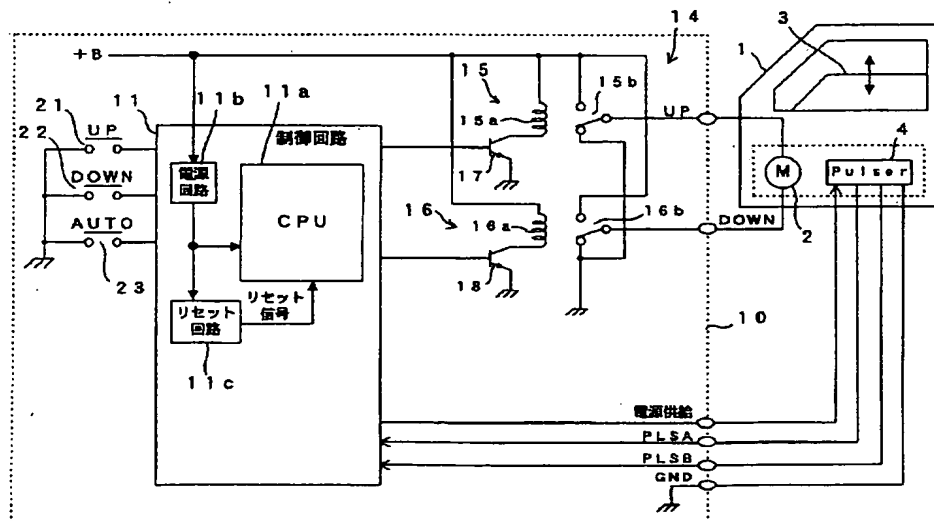 14
3
1
+B
15
15b
21
11
11b
11a
15a
UP
22
UP
制御回路
4
17
DOWN
電源
回路
M
Pulser
CPU
16
16b
AUTO
16a
DOWN
2
23
18
リセット
回路
リセット
信号
10
11c
電源供給
PLSA
PLSB
GND